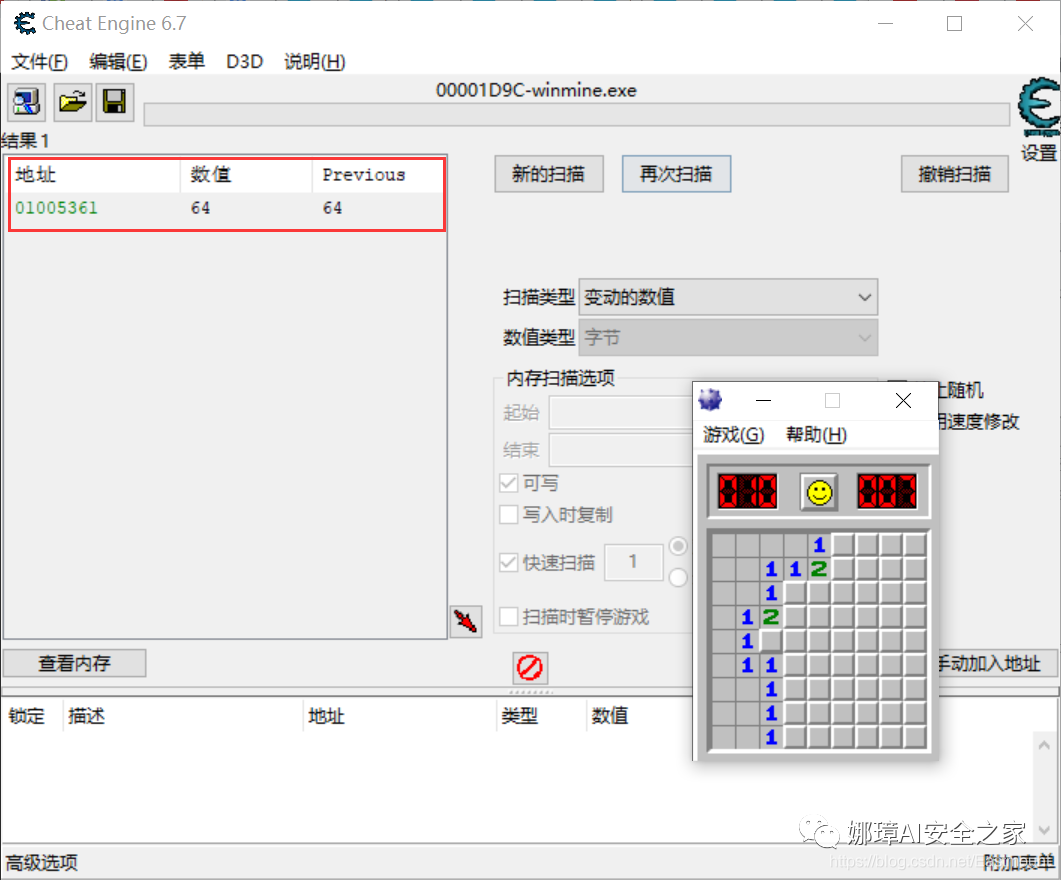 Cheat Engine 6.7
文件(F) 编辑(E) 表单 D3D 说明(H)
00001D9C-winmine.exe
设置
结果 1
地址 数值 Previous
01005361 64 64
新的扫描 再次扫描 撤销扫描
扫描类型 变动的数值
数值类型 字节
内存扫描选项
起始
结束
可写
写入时复制
快速扫描 1
扫描时暂停游戏
止随机
用速度修改
游戏(G) 帮助(H)
010 007
1
1 1 2
1
1 2
1
1 1
1
1
1
查看内存 手动加入地址
锁定 描述 地址 类型 数值
娜璋AI安全之家
高级选项 附加表单